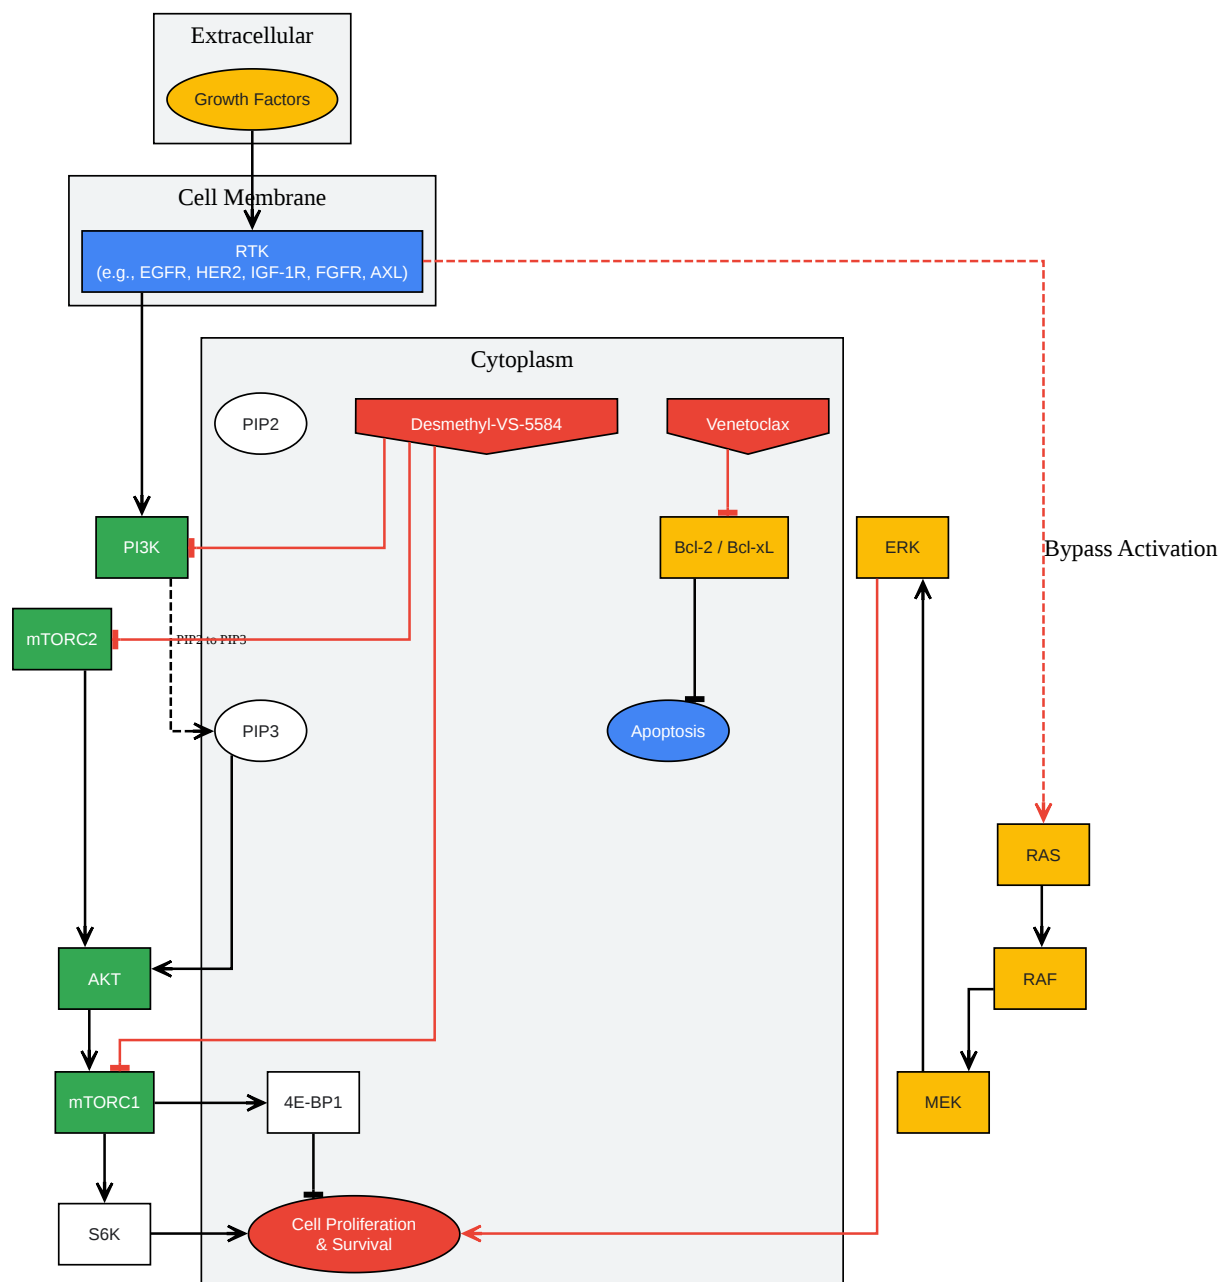 Extracellular
Growth Factors
Cell Membrane
RTK
(e.g., EGFR, HER2, IGF-1R, FGFR, AXL)
Cytoplasm
PIP2
Desmethyl-VS-5584
Venetoclax
PI3K
Bcl-2 / Bcl-xL
ERK
Bypass Activation
mTORC2
PIP2 to PIP3
PIP3
Apoptosis
RAS
AKT
RAF
mTORC1
4E-BP1
MEK
S6K
Cell Proliferation
& Survival